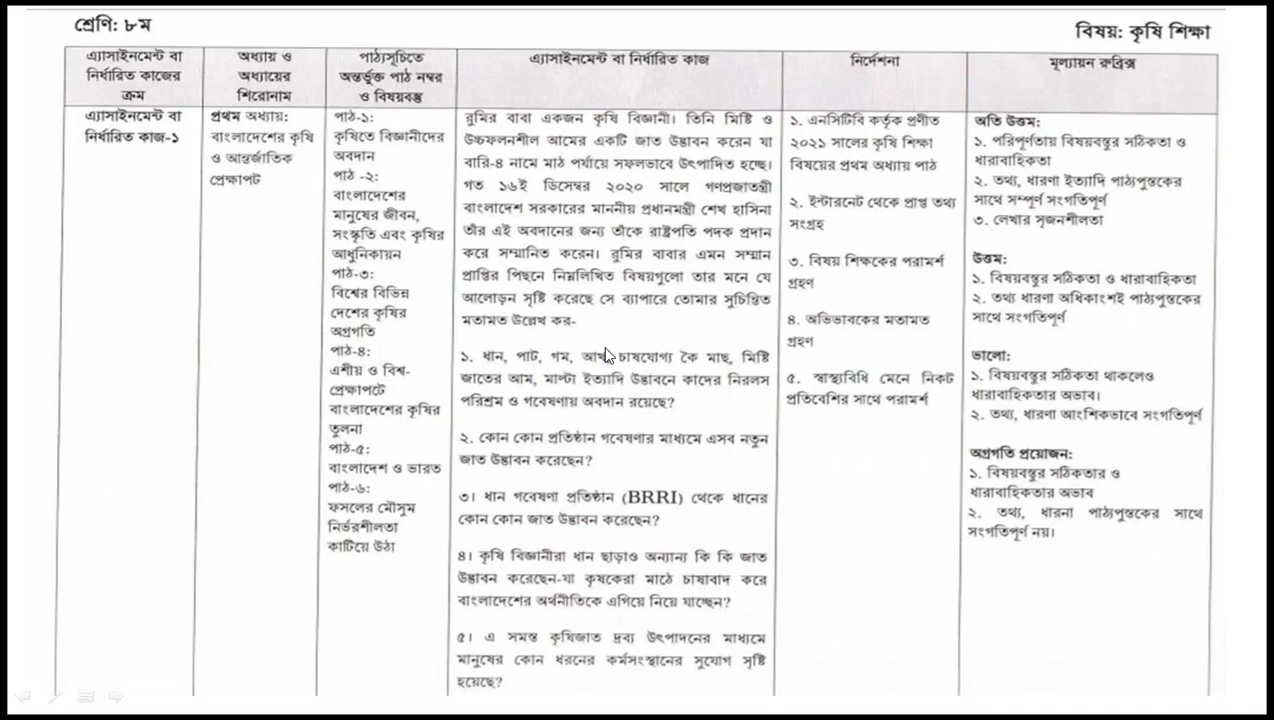 শ্রেণি: ৮ম
বিষয়: কৃষি শিক্ষা
এ্যাসাইনমেন্ট বা
নির্ধারিত কাজের
ক্রম
অধ্যায় ও
অধ্যায়ের
শিরোনাম
পাঠ্যসূচিতে
অন্তর্ভুক্ত পাঠ নম্বর
ও বিষয়বস্তু
এ্যাসাইনমেন্ট বা নির্ধারিত কাজ
নির্দেশনা
মূল্যায়ন রুব্রিক্স
এ্যাসাইনমেন্ট বা
নির্ধারিত কাজ-১
প্রথম অধ্যায়:
বাংলাদেশের কৃষি
ও আন্তর্জাতিক
প্রেক্ষাপট
পাঠ-১:
কৃষিতে বিজ্ঞানীদের
অবদান
পাঠ -২:
বাংলাদেশের
মানুষের জীবন,
সংস্কৃতি এবং কৃষির
আধুনিকায়ন
পাঠ-৩:
বিশ্বের বিভিন্ন
দেশের কৃষির
অগ্রগতি
পাঠ-৪:
এশীয় ও বিশ্ব-
প্রেক্ষাপটে
বাংলাদেশের কৃষির
তুলনা
পাঠ-৫:
বাংলাদেশ ও ভারত
পাঠ-৬:
ফসলের মৌসুম
নির্ভরশীলতা
কাটিয়ে উঠা
রুমির বাবা একজন কৃষি বিজ্ঞানী। তিনি মিষ্টি ও
উচ্চফলনশীল আমের একটি জাত উদ্ভাবন করেন যা
বারি-৪ নামে মাঠ পর্যায়ে সফলভাবে উৎপাদিত হচ্ছে।
গত ১৬ই ডিসেম্বর ২০২০ সালে গণপ্রজাতন্ত্রী
বাংলাদেশ সরকারের মাননীয় প্রধানমন্ত্রী শেখ হাসিনা
তাঁর এই অবদানের জন্য তাঁকে রাষ্ট্রপতি পদক প্রদান
করে সম্মানিত করেন। রুমির বাবার এমন সম্মান
প্রাপ্তির পিছনে নিম্নলিখিত বিষয়গুলো তার মনে যে
আলোড়ন সৃষ্টি করেছে সে ব্যাপারে তোমার সুচিন্তিত
মতামত উল্লেখ কর-
১. ধান, পাট, গম, আখ, চাষযোগ্য কৈ মাছ, মিষ্টি
জাতের আম, মাল্টা ইত্যাদি উদ্ভাবনে কাদের নিরলস
পরিশ্রম ও গবেষণায় অবদান রয়েছে?
২. কোন কোন প্রতিষ্ঠান গবেষণার মাধ্যমে এসব নতুন
জাত উদ্ভাবন করেছেন?
৩। ধান গবেষণা প্রতিষ্ঠান (BRRI) থেকে ধানের
কোন কোন জাত উদ্ভাবন করেছেন?
৪। কৃষি বিজ্ঞানীরা ধান ছাড়াও অন্যান্য কি কি জাত
উদ্ভাবন করেছেন-যা কৃষকেরা মাঠে চাষাবাদ করে
বাংলাদেশের অর্থনীতিকে এগিয়ে নিয়ে যাচ্ছেন?
৫। এ সমস্ত কৃষিজাত দ্রব্য উৎপাদনের মাধ্যমে
মানুষের কোন ধরনের কর্মসংস্থানের সুযোগ সৃষ্টি
হয়েছে?
১. এনসিটিবি কর্তৃক প্রণীত
২০২১ সালের কৃষি শিক্ষা
বিষয়ের প্রথম অধ্যায় পাঠ
২. ইন্টারনেট থেকে প্রাপ্ত তথ্য
সংগ্রহ
৩. বিষয় শিক্ষকের পরামর্শ
গ্রহণ
৪. অভিভাবকের মতামত
গ্রহণ
৫. স্বাস্থ্যবিধি মেনে নিকট
প্রতিবেশির সাথে পরামর্শ
অতি উত্তম:
১. পরিপূর্ণতায় বিষয়বস্তুর সঠিকতা ও
ধারাবাহিকতা
২. তথ্য, ধারণা ইত্যাদি পাঠ্যপুস্তকের
সাথে সম্পূর্ণ সংগতিপূর্ণ
৩. লেখার সৃজনশীলতা
উত্তম:
১. বিষয়বস্তুর সঠিকতা ও ধারাবাহিকতা
২. তথ্য ধারণা অধিকাংশই পাঠ্যপুস্তকের
সাথে সংগতিপূর্ণ
ভালো:
১. বিষয়বস্তুর সঠিকতা থাকলেও
ধারাবাহিকতার অভাব।
২. তথ্য, ধারণা আংশিকভাবে সংগতিপূর্ণ
অগ্রগতি প্রয়োজন:
১. বিষয়বস্তুর সঠিকতার ও
ধারাবাহিকতার অভাব
২. তথ্য, ধারনা পাঠ্যপুস্তকের সাথে
সংগতিপূর্ণ নয়।